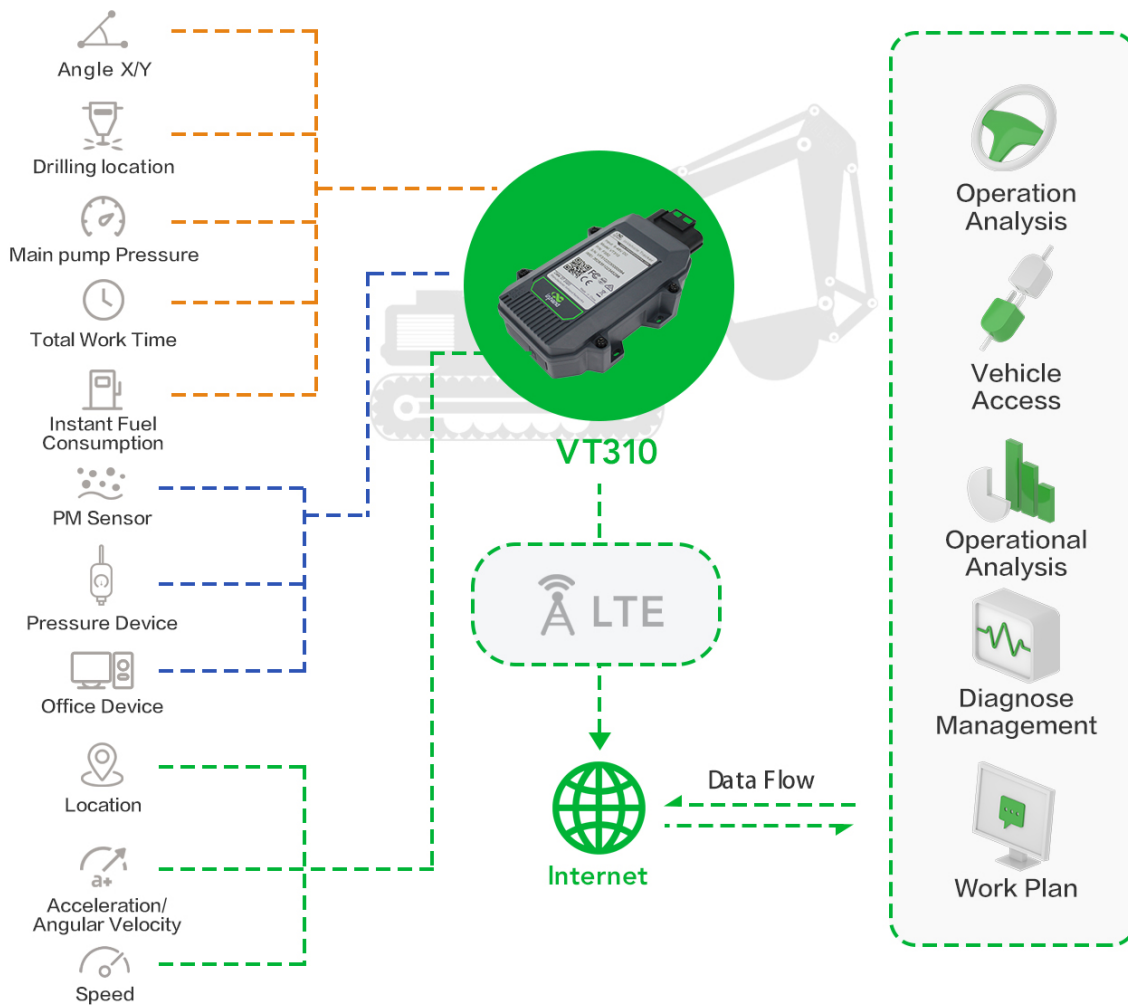 Angle X/Y
Drilling location
Main pump Pressure
Total Work Time
Instant Fuel
Consumption
PM Sensor
Pressure Device
Office Device
Location
a+
Acceleration/
Angular Velocity
Speed
FC CE
VT310
LTE
Internet
Data Flow
Operation
Analysis
Vehicle
Access
Operational
Analysis
Diagnose
Management
Work Plan